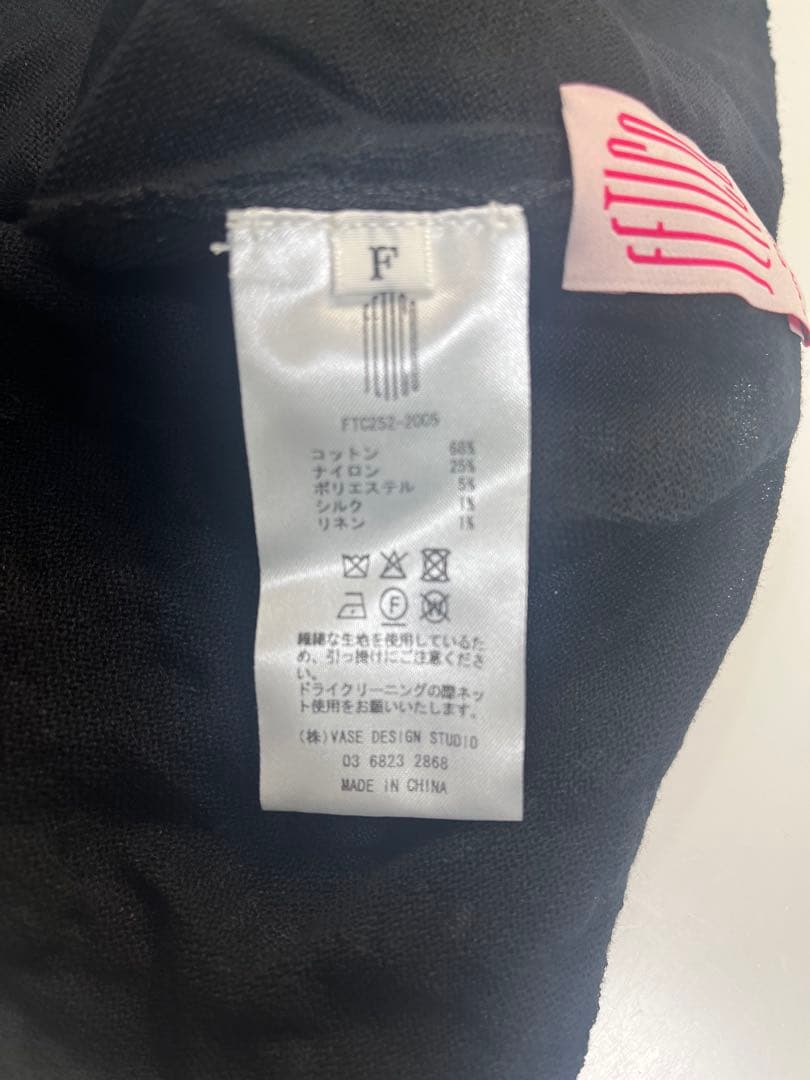 FETICO
F
FETICO
FTC252-2005
コットン 68%
ナイロン 25%
ポリエステル 5%
シルク 1%
リネン 1%
F
W
繊細な生地を使用しているた
め、引っ掛けにご注意くださ
い。
ドライクリーニングの際ネッ
ト使用をお願いいたします。
(株)VASE DESIGN STUDIO
03 6823 2868
MADE IN CHINA